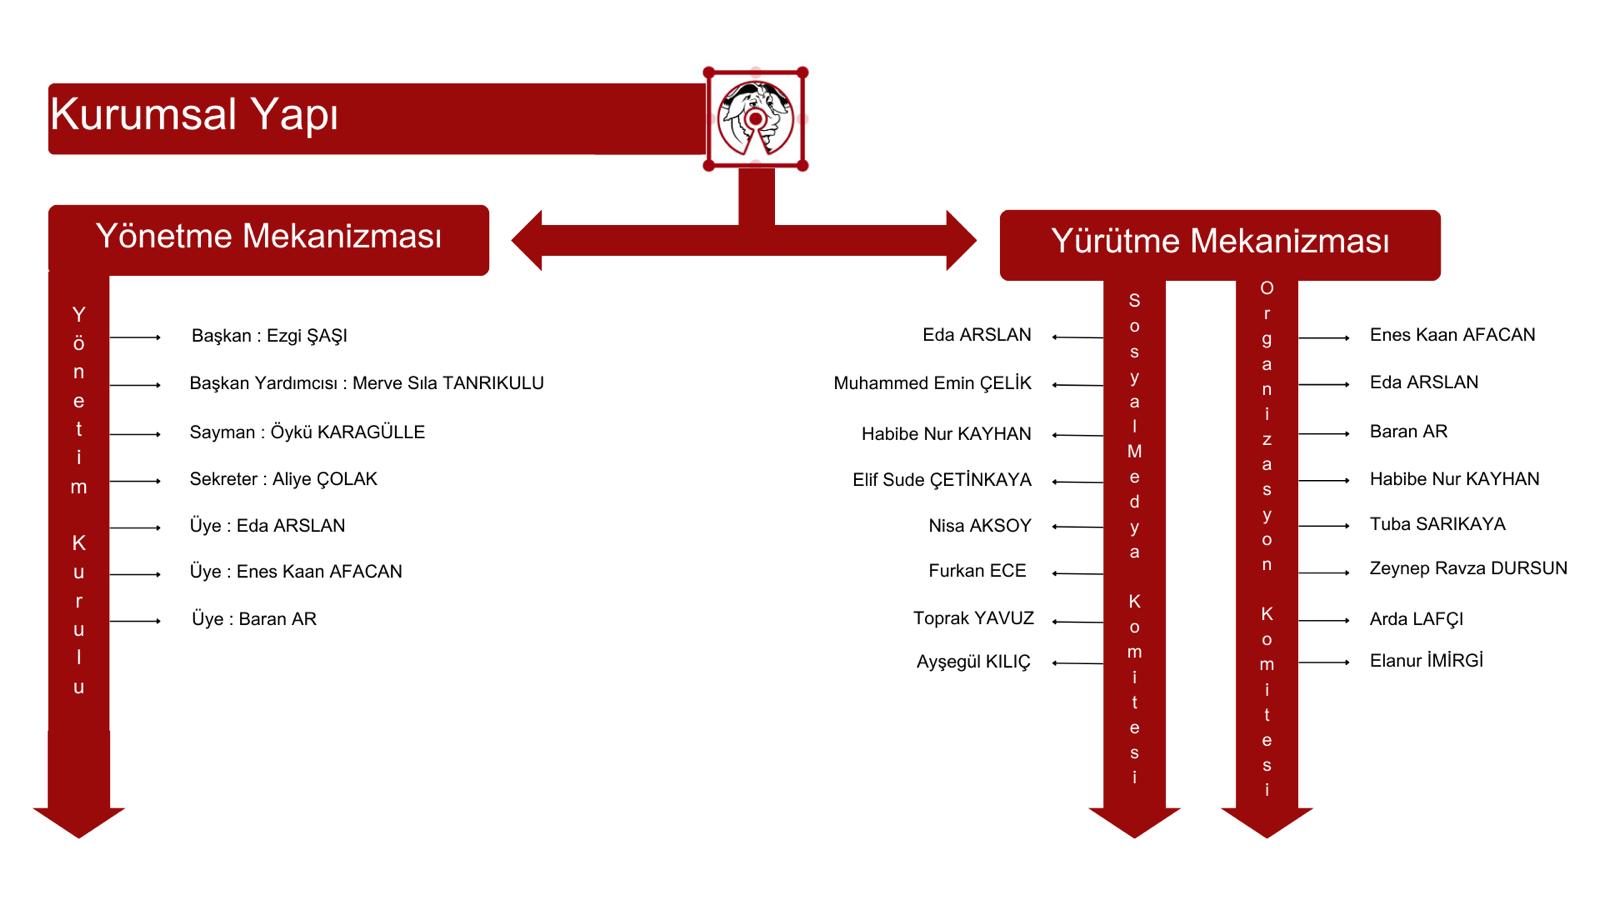 Kurumsal Yapı
Yönetme Mekanizması
Yönetim Kurulu
Başkan : Ezgi ŞAŞI
Başkan Yardımcısı : Merve Sıla TANRIKULU
Sayman : Öykü KARAGÜLLE
Sekreter : Aliye ÇOLAK
Üye : Eda ARSLAN
Üye : Enes Kaan AFACAN
Üye : Baran AR
Yürütme Mekanizması
Sosyal Medya Komitesi
Eda ARSLAN
Muhammed Emin ÇELİK
Habibe Nur KAYHAN
Elif Sude ÇETİNKAYA
Nisa AKSOY
Furkan ECE
Toprak YAVUZ
Ayşegül KILIÇ
Organizasyon Komitesi
Enes Kaan AFACAN
Eda ARSLAN
Baran AR
Habibe Nur KAYHAN
Tuba SARIKAYA
Zeynep Ravza DURSUN
Arda LAFÇI
Elanur İMİRGİ